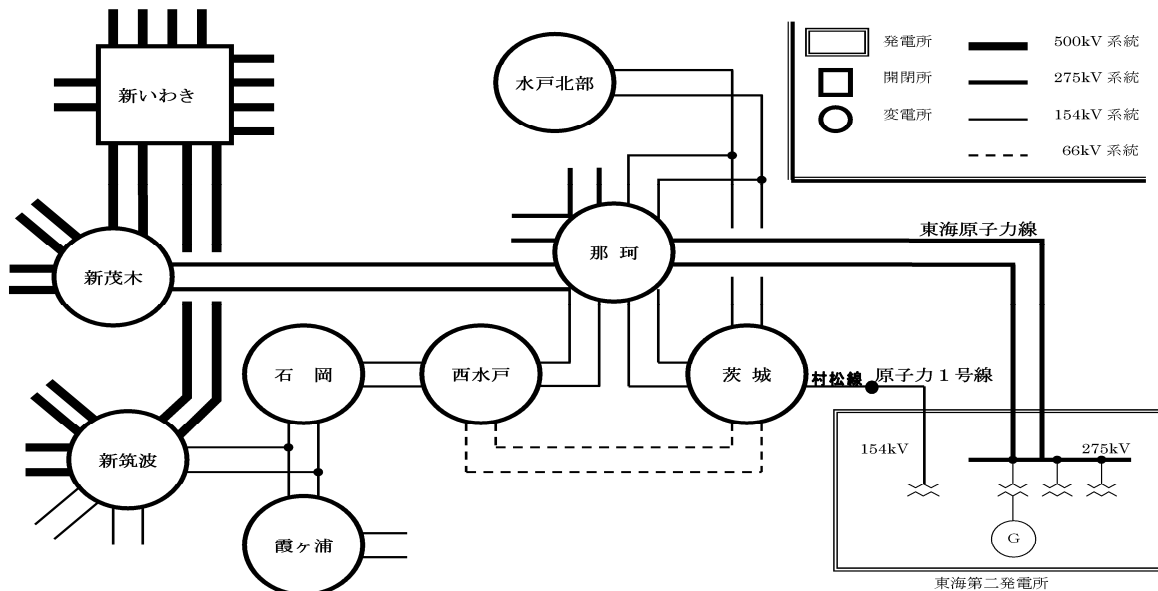 新いわき
水戸北部
発電所
500kV 系統
開閉所
275kV 系統
変電所
154kV 系統
66kV 系統
東海原子力線
那 珂
新茂木
石 岡
西水戸
茨 城
村松線
原子力１号線
新筑波
154kV
275kV
霞ヶ浦
G
東海第二発電所